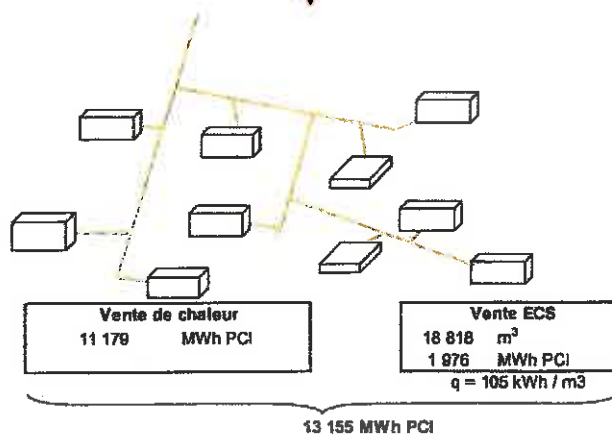 Vente de chaleur
11 179 MWh PCI
Vente ECS
18 818 m³
1 976 MWh PCI
q = 105 kWh / m3
13 155 MWh PCI